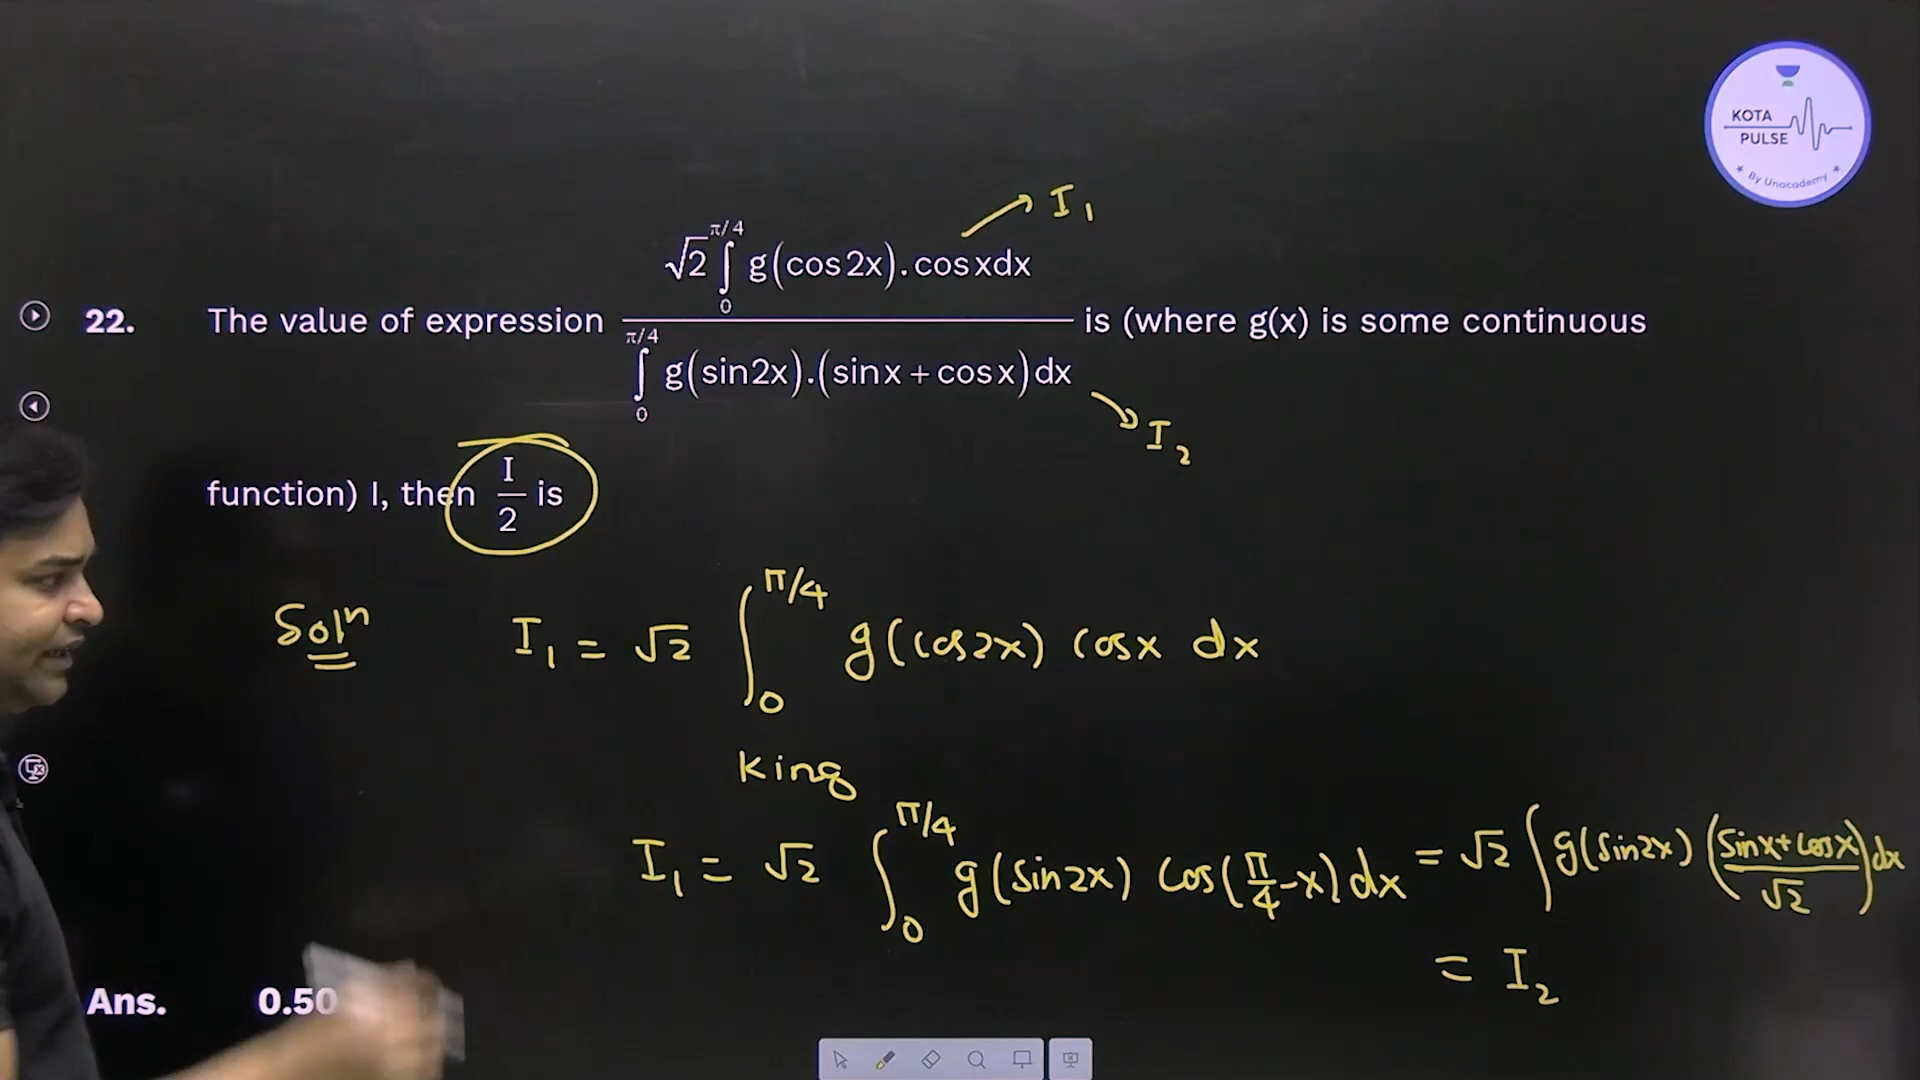 KOTA
PULSE
★ By Unacademy ★
√2 ∫₀^{π/4} g(cos2x).cosxdx → I₁
22. The value of expression ――― is (where g(x) is some continuous
∫₀^{π/4} g(sin2x).(sinx + cosx)dx → I₂
function) I, then I/2 is
Solⁿ I₁ = √2 ∫₀^{π/4} g(cos2x) cosx dx
King
I₁ = √2 ∫₀^{π/4} g(sin2x) cos(π/4 - x) dx = √2 ∫ g(sin2x) ((sinx + cosx)/√2) dx
= I₂
Ans. 0.50